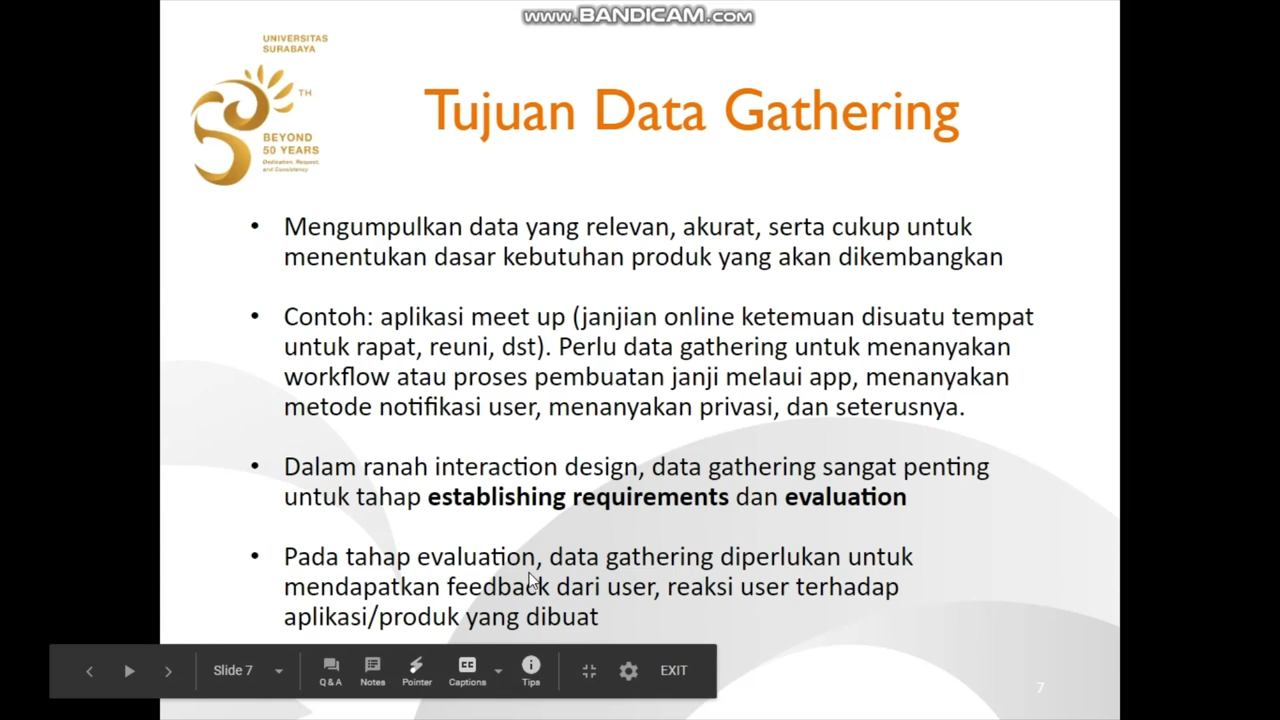 www.BANDICAM.com
UNIVERSITAS
SURABAYA
TH
BEYOND
50 YEARS
Dedication, Respect,
and Consistency
Tujuan Data Gathering
• Mengumpulkan data yang relevan, akurat, serta cukup untuk
menentukan dasar kebutuhan produk yang akan dikembangkan
• Contoh: aplikasi meet up (janjian online ketemuan disuatu tempat
untuk rapat, reuni, dst). Perlu data gathering untuk menanyakan
workflow atau proses pembuatan janji melaui app, menanyakan
metode notifikasi user, menanyakan privasi, dan seterusnya.
• Dalam ranah interaction design, data gathering sangat penting
untuk tahap establishing requirements dan evaluation
• Pada tahap evaluation, data gathering diperlukan untuk
mendapatkan feedback dari user, reaksi user terhadap
aplikasi/produk yang dibuat
Slide 7
Q & A
Notes
Pointer
CC
Captions
Tips
EXIT
7